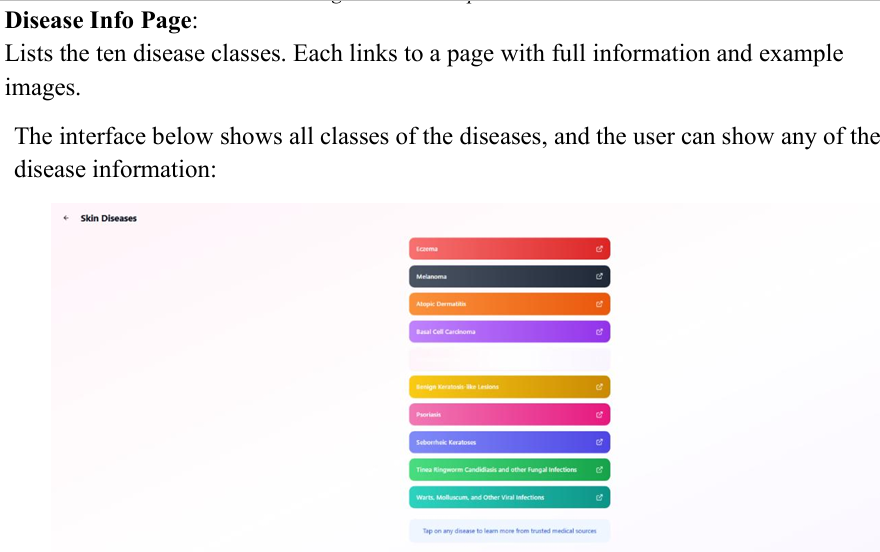 Disease Info Page:
Lists the ten disease classes. Each links to a page with full information and example
images.
The interface below shows all classes of the diseases, and the user can show any of the
disease information:
Skin Diseases
Eczema
Melanoma
Atopic Dermatitis
Basal Cell Carcinoma
Benign Keratosis-like Lesions
Psoriasis
Seborrheic Keratoses
Tinea Ringworm Candidiasis and other Fungal Infections
Warts, Molluscum, and Other Viral Infections
Tap on any disease to learn more from trusted medical sources